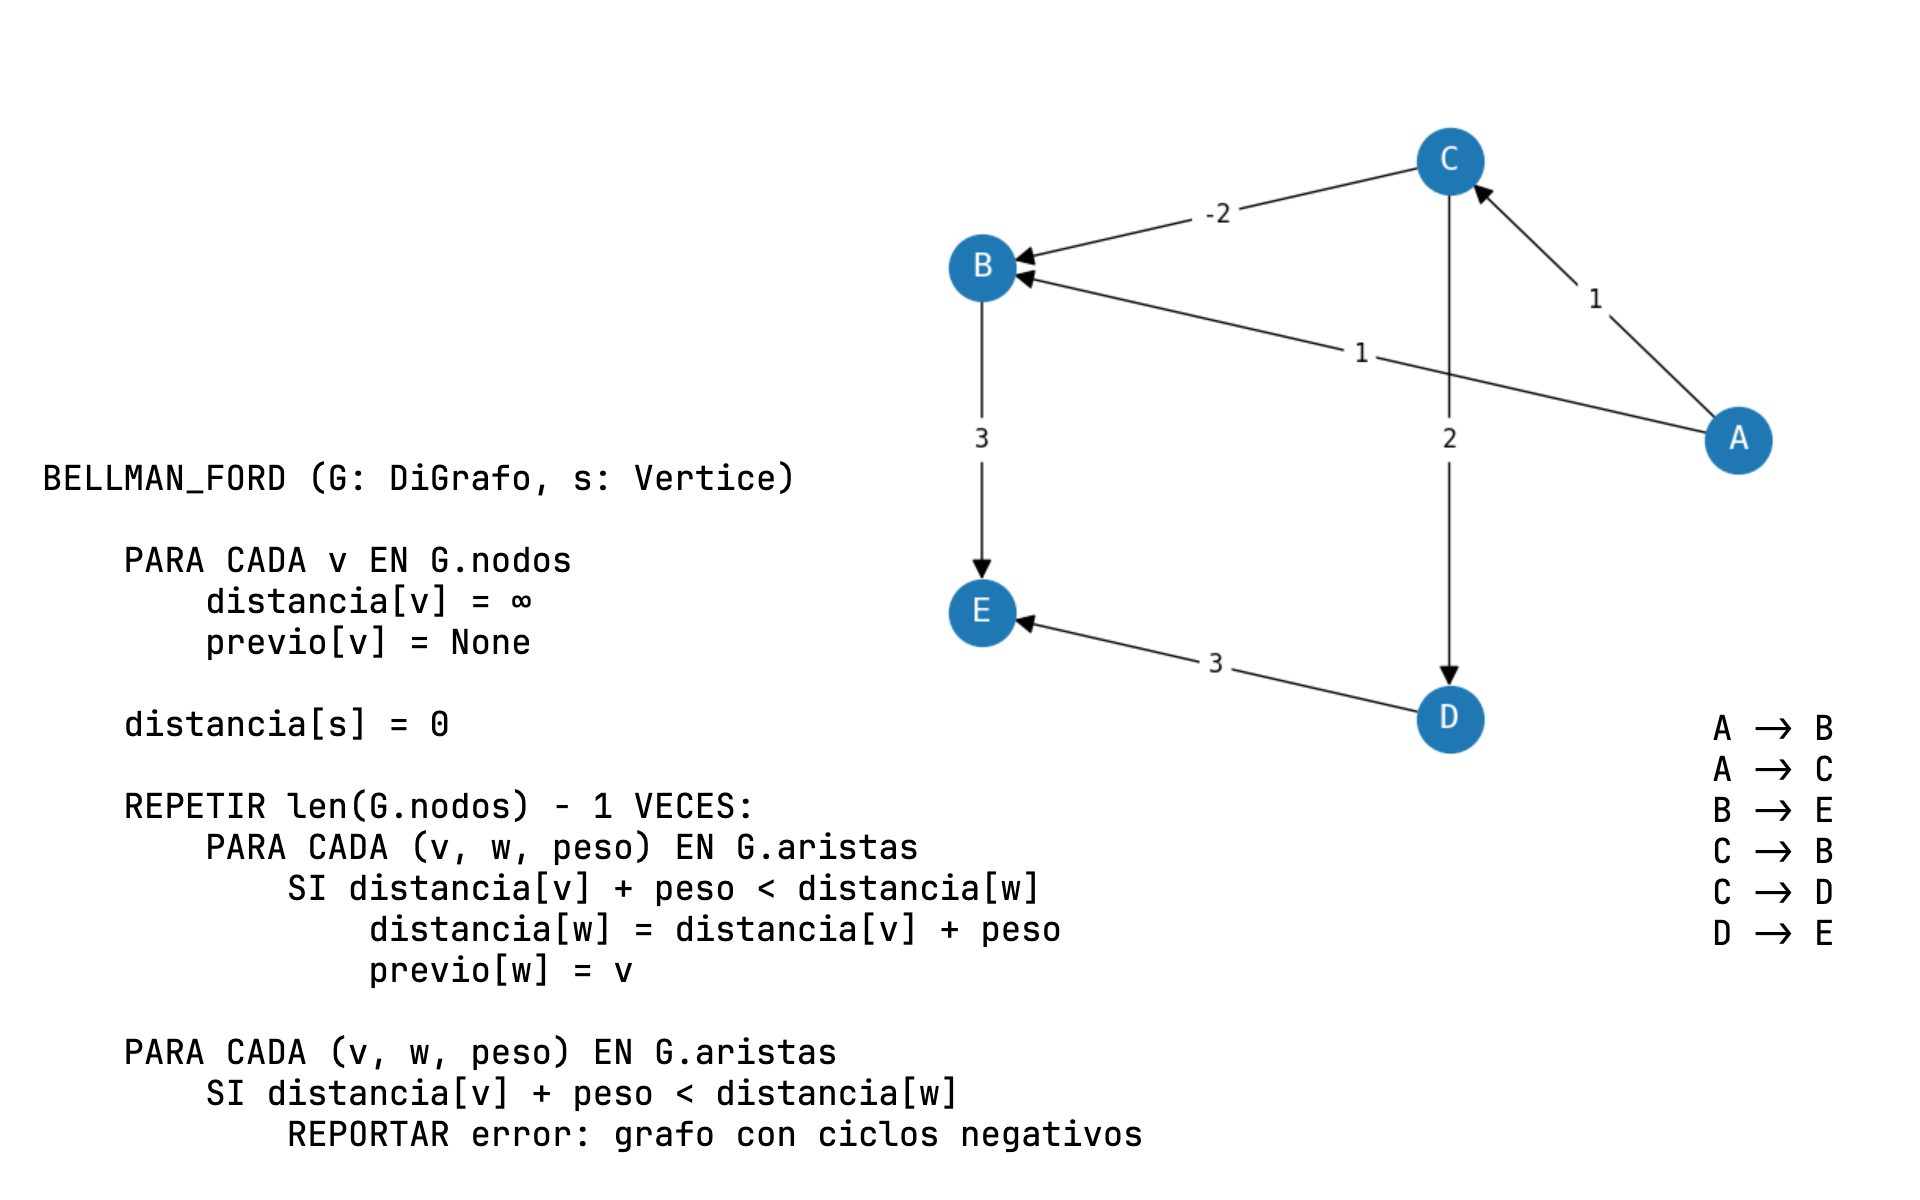 BELLMAN_FORD (G: DiGrafo, s: Vertice)
PARA CADA v EN G.nodos
distancia[v] = ∞
previo[v] = None
distancia[s] = 0
REPETIR len(G.nodos) - 1 VECES:
PARA CADA (v, w, peso) EN G.aristas
SI distancia[v] + peso < distancia[w]
distancia[w] = distancia[v] + peso
previo[w] = v
PARA CADA (v, w, peso) EN G.aristas
SI distancia[v] + peso < distancia[w]
REPORTAR error: grafo con ciclos negativos
C
-2
B
1
1
A
3
2
E
3
D
A → B
A → C
B → E
C → B
C → D
D → E